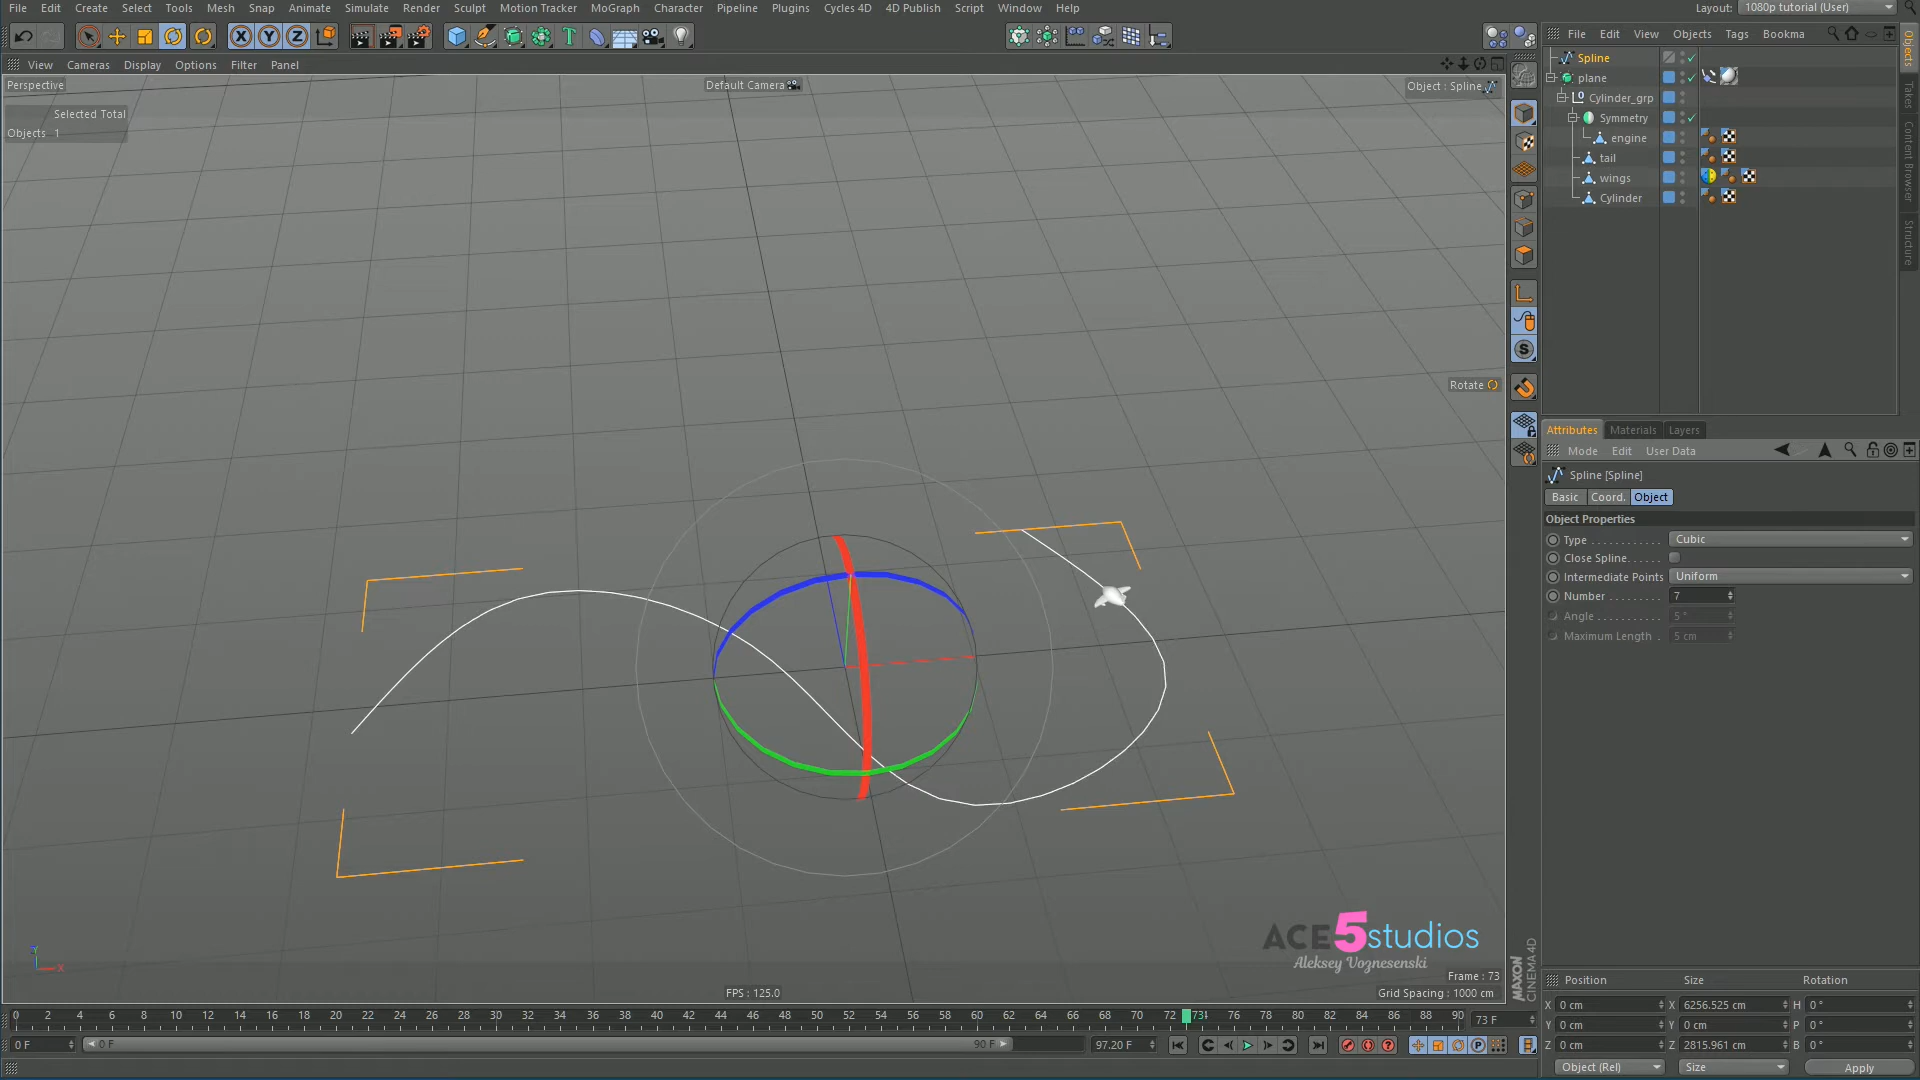 File Edit Create Select Tools Mesh Snap Animate Simulate Render Sculpt Motion Tracker MoGraph Character Pipeline Plugins Cycles 4D 4D Publish Script Window Help
Layout: 1080p tutorial (User)
X Y Z
File Edit View Objects Tags Bookma
View Cameras Display Options Filter Panel
Perspective
Default Camera
Object : Spline
Selected Total
Objects 1
Rotate
Spline
plane
Cylinder_grp
Symmetry
engine
tail
wings
Cylinder
Objects
Takes
Content Browser
Structure
Attributes Materials Layers
Mode Edit User Data
Spline [Spline]
Basic Coord. Object
Object Properties
Type . . . . . . . . . . . . Cubic
Close Spline. . . . . .
Intermediate Points Uniform
Number . . . . . . . . . 7
Angle . . . . . . . . . . . 5 °
Maximum Length . 5 cm
ACE5studios
Aleksey Voznesenski
Frame : 73
FPS : 125.0
Grid Spacing : 1000 cm
MAXON
CINEMA 4D
0 2 4 6 8 10 12 14 16 18 20 22 24 26 28 30 32 34 36 38 40 42 44 46 48 50 52 54 56 58 60 62 64 66 68 70 72 73 76 78 80 82 84 86 88 90
73 F
0 F 0 F 90 F 97.20 F
Position Size Rotation
X 0 cm X 6256.525 cm H 0 °
Y 0 cm Y 0 cm P 0 °
Z 0 cm Z 2815.961 cm B 0 °
Object (Rel) Size Apply